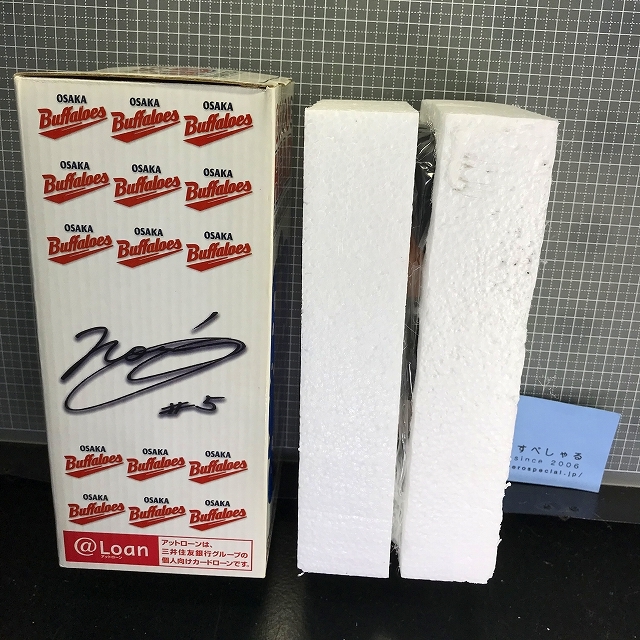 OSAKA OSAKA OSAKA
Buffaloes Buffaloes Buffaloes
OSAKA OSAKA OSAKA
Buffaloes Buffaloes Buffaloes
OSAKA OSAKA OSAKA
Buffaloes Buffaloes Buffaloes
#5
OSAKA OSAKA OSAKA
Buffaloes Buffaloes Buffaloes
OSAKA OSAKA OSAKA
Buffaloes Buffaloes Buffaloes
@Loan
アットローン
アットローンは、
三井住友銀行グループの
個人向けカードローンです。
すぺしゃる
since 2006
erospecial.jp/